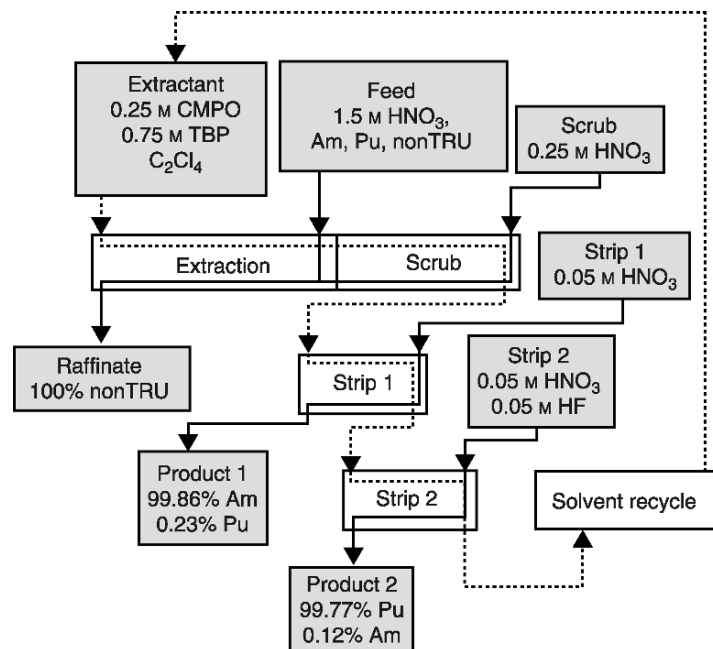 Extractant
0.25 M CMPO
0.75 M TBP
C₂Cl₄
Feed
1.5 M HNO₃,
Am, Pu, nonTRU
Scrub
0.25 M HNO₃
Extraction
Scrub
Strip 1
0.05 M HNO₃
Raffinate
100% nonTRU
Strip 1
Strip 2
0.05 M HNO₃
0.05 M HF
Product 1
99.86% Am
0.23% Pu
Strip 2
Solvent recycle
Product 2
99.77% Pu
0.12% Am